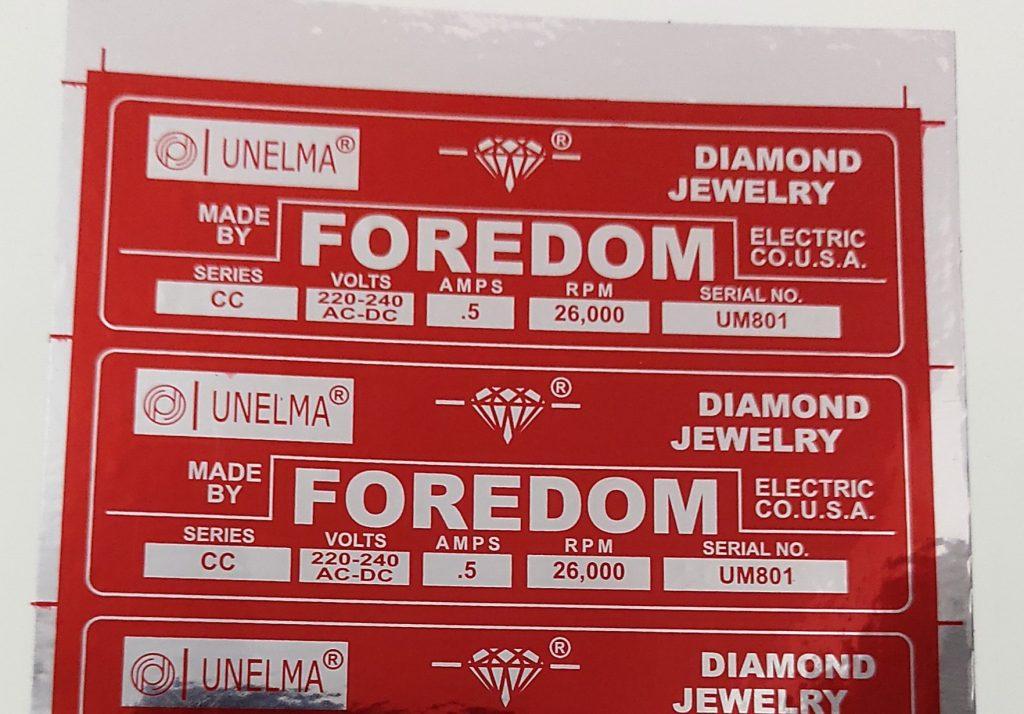 UNELMA®
®
DIAMOND
JEWELRY
MADE
BY
FOREDOM
ELECTRIC
CO.U.S.A.
SERIES VOLTS AMPS RPM SERIAL NO.
CC 220-240 .5 26,000 UM801
AC-DC
UNELMA®
®
DIAMOND
JEWELRY
MADE
BY
FOREDOM
ELECTRIC
CO.U.S.A.
SERIES VOLTS AMPS RPM SERIAL NO.
CC 220-240 .5 26,000 UM801
AC-DC
UNELMA®
®
DIAMOND
JEWELRY